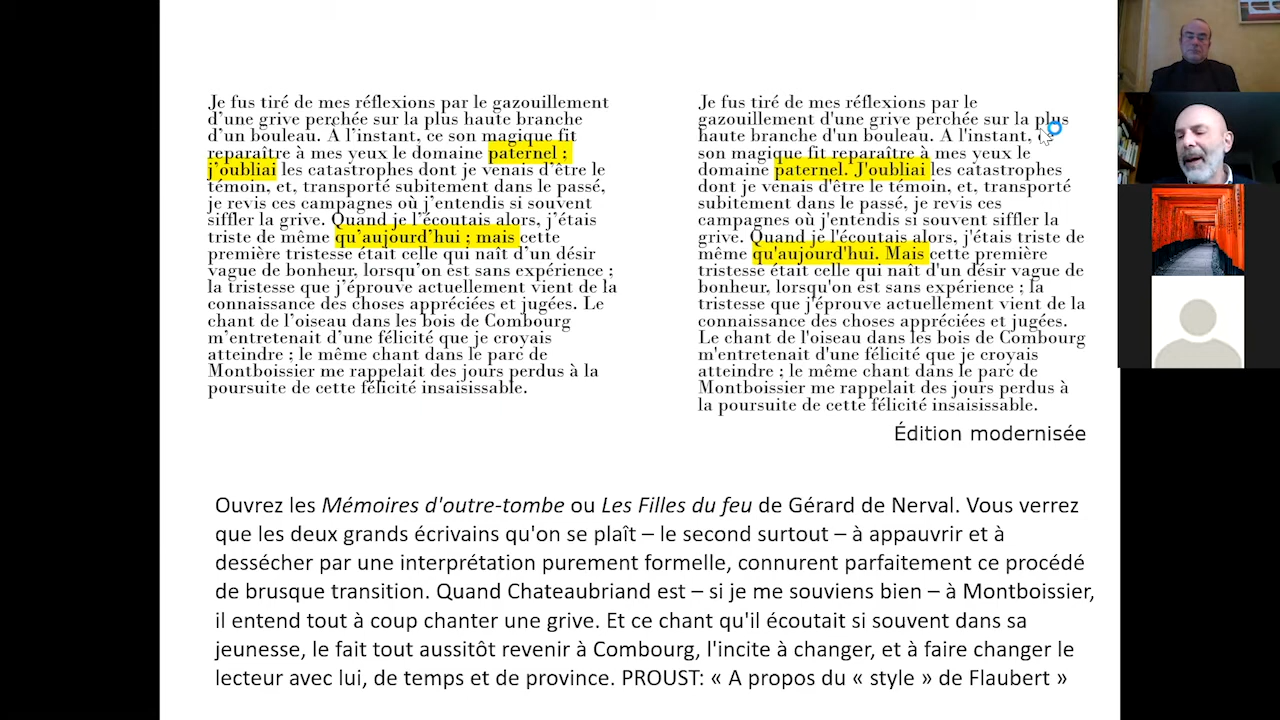 Je fus tiré de mes réflexions par le gazouillement
d’une grive perchée sur la plus haute branche
d’un bouleau. À l’instant, ce son magique fit
reparaître à mes yeux le domaine paternel ;
j’oubliai les catastrophes dont je venais d’être le
témoin, et, transporté subitement dans le passé,
je revis ces campagnes où j’entendis si souvent
siffler la grive. Quand je l’écoutais alors, j’étais
triste de même qu’aujourd’hui ; mais cette
première tristesse était celle qui naît d’un désir
vague de bonheur, lorsqu’on est sans expérience ;
la tristesse que j’éprouve actuellement vient de la
connaissance des choses appréciées et jugées. Le
chant de l’oiseau dans les bois de Combourg
m’entretenait d’une félicité que je croyais
atteindre ; le même chant dans le parc de
Montboissier me rappelait des jours perdus à la
poursuite de cette félicité insaisissable.
Je fus tiré de mes réflexions par le
gazouillement d'une grive perchée sur la plus
haute branche d'un bouleau. A l'instant,
son magique fit reparaître à mes yeux le
domaine paternel. J'oubliai les catastrophes
dont je venais d'être le témoin, et, transporté
subitement dans le passé, je revis ces
campagnes où j'entendis si souvent siffler la
grive. Quand je l'écoutais alors, j'étais triste de
même qu'aujourd'hui. Mais cette première
tristesse était celle qui naît d'un désir vague de
bonheur, lorsqu'on est sans expérience ; la
tristesse que j'éprouve actuellement vient de la
connaissance des choses appréciées et jugées.
Le chant de l'oiseau dans les bois de Combourg
m'entretenait d'une félicité que je croyais
atteindre ; le même chant dans le parc de
Montboissier me rappelait des jours perdus à
la poursuite de cette félicité insaisissable.
Édition modernisée
Ouvrez les Mémoires d'outre-tombe ou Les Filles du feu de Gérard de Nerval. Vous verrez
que les deux grands écrivains qu'on se plaît – le second surtout – à appauvrir et à
dessécher par une interprétation purement formelle, connurent parfaitement ce procédé
de brusque transition. Quand Chateaubriand est – si je me souviens bien – à Montboissier,
il entend tout à coup chanter une grive. Et ce chant qu'il écoutait si souvent dans sa
jeunesse, le fait tout aussitôt revenir à Combourg, l'incite à changer, et à faire changer le
lecteur avec lui, de temps et de province. PROUST: « A propos du « style » de Flaubert »